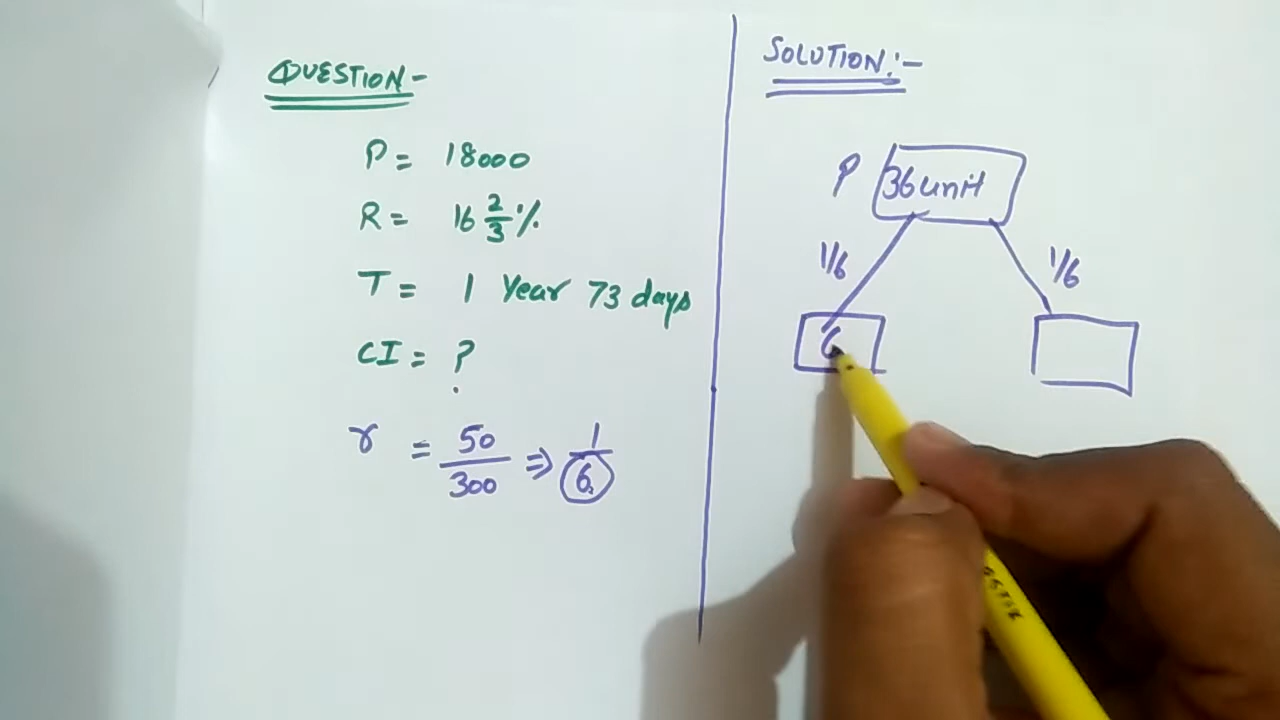 QUESTION-
P= 18000
R= 16 2/3 %
T= 1 Year 73 days
CI= ?
r = 50/300 ⇒ 1/6
SOLUTION:-
P 36 unit
1/6 1/6
6